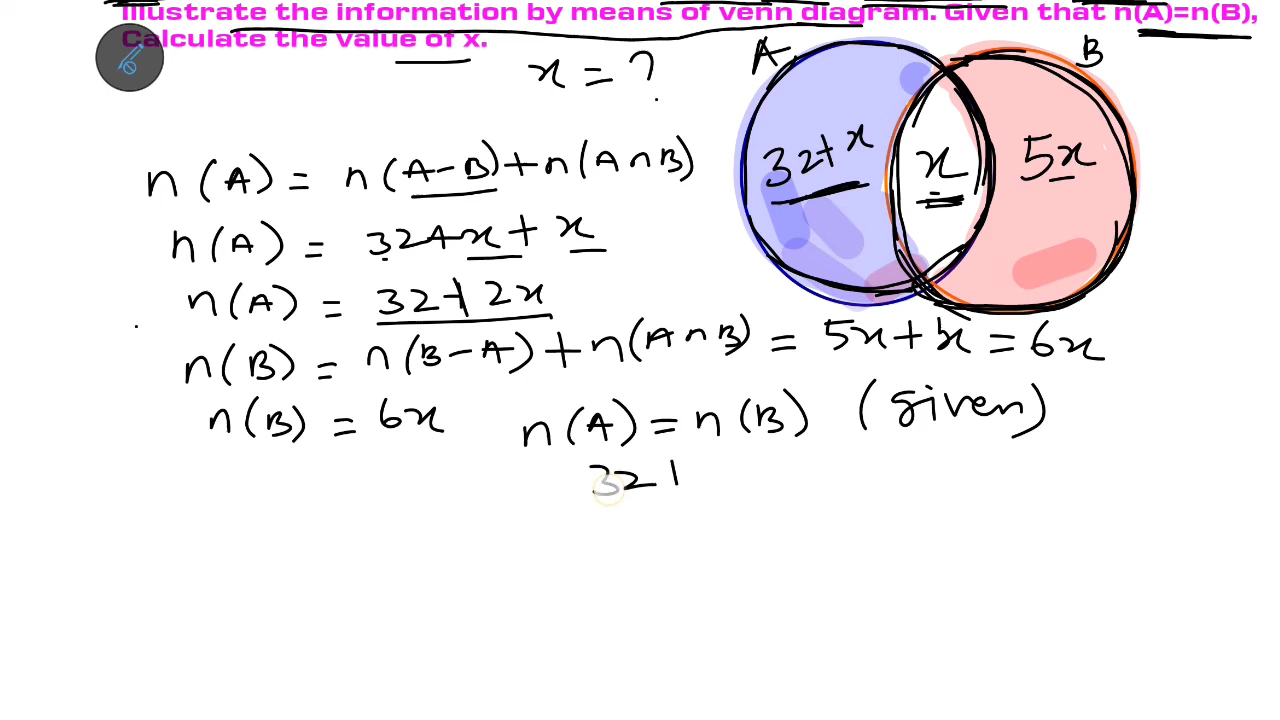 Illustrate the information by means of venn diagram. Given that n(A)=n(B),
Calculate the value of x.
x = ?
A
B
32+x
x
5x
n(A) = n(A-B)+n(A∩B)
n(A) = 32+x+x
n(A) = 32+2x
n(B) = n(B-A)+n(A∩B) = 5x+x = 6x
n(B) = 6x
n(A) = n(B) (given)
32